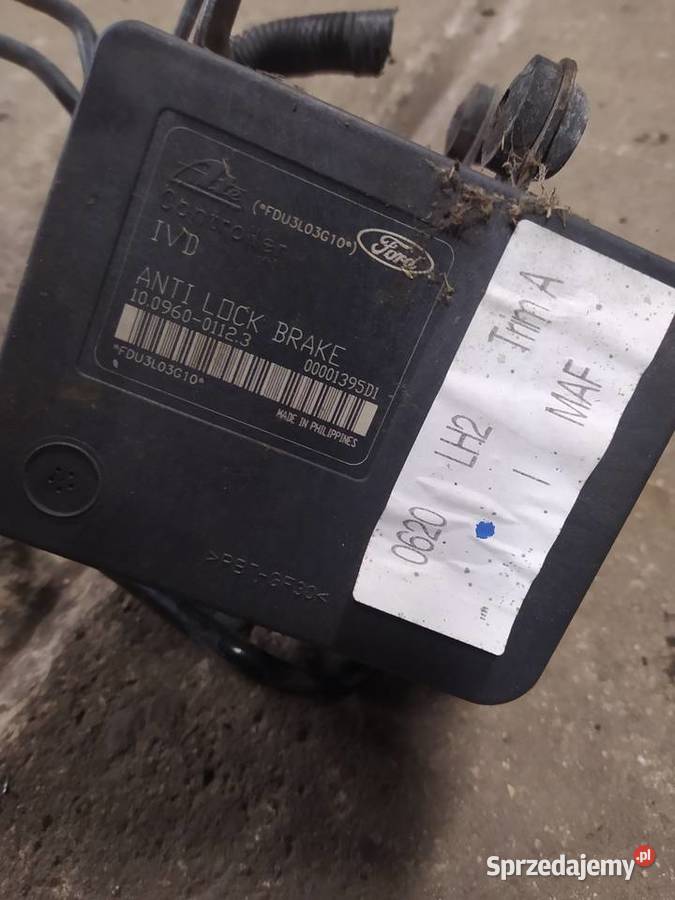 Ate
(*FDU3L03G10*)
Ford
Controller
IVD
ANTI LOCK BRAKE
10.0960-0112.3
00001395D1
*FDU3L03G10*
MADE IN PHILIPPINES
>PBT-GF30<
Trim A
0620 LH2
I MAF
Sprzedajemy.pl